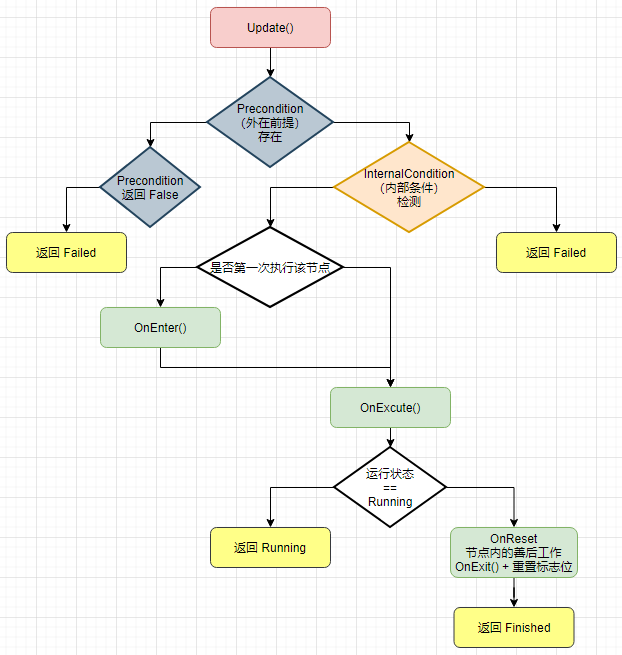 Update()
Precondition
（外在前提）
存在
Precondition
返回 False
InternalCondition
（内部条件）
检测
返回 Failed
返回 Failed
是否第一次执行该节点
OnEnter()
OnExcute()
运行状态
==
Running
返回 Running
OnReset
节点内的善后工作
OnExit() + 重置标志位
返回 Finished